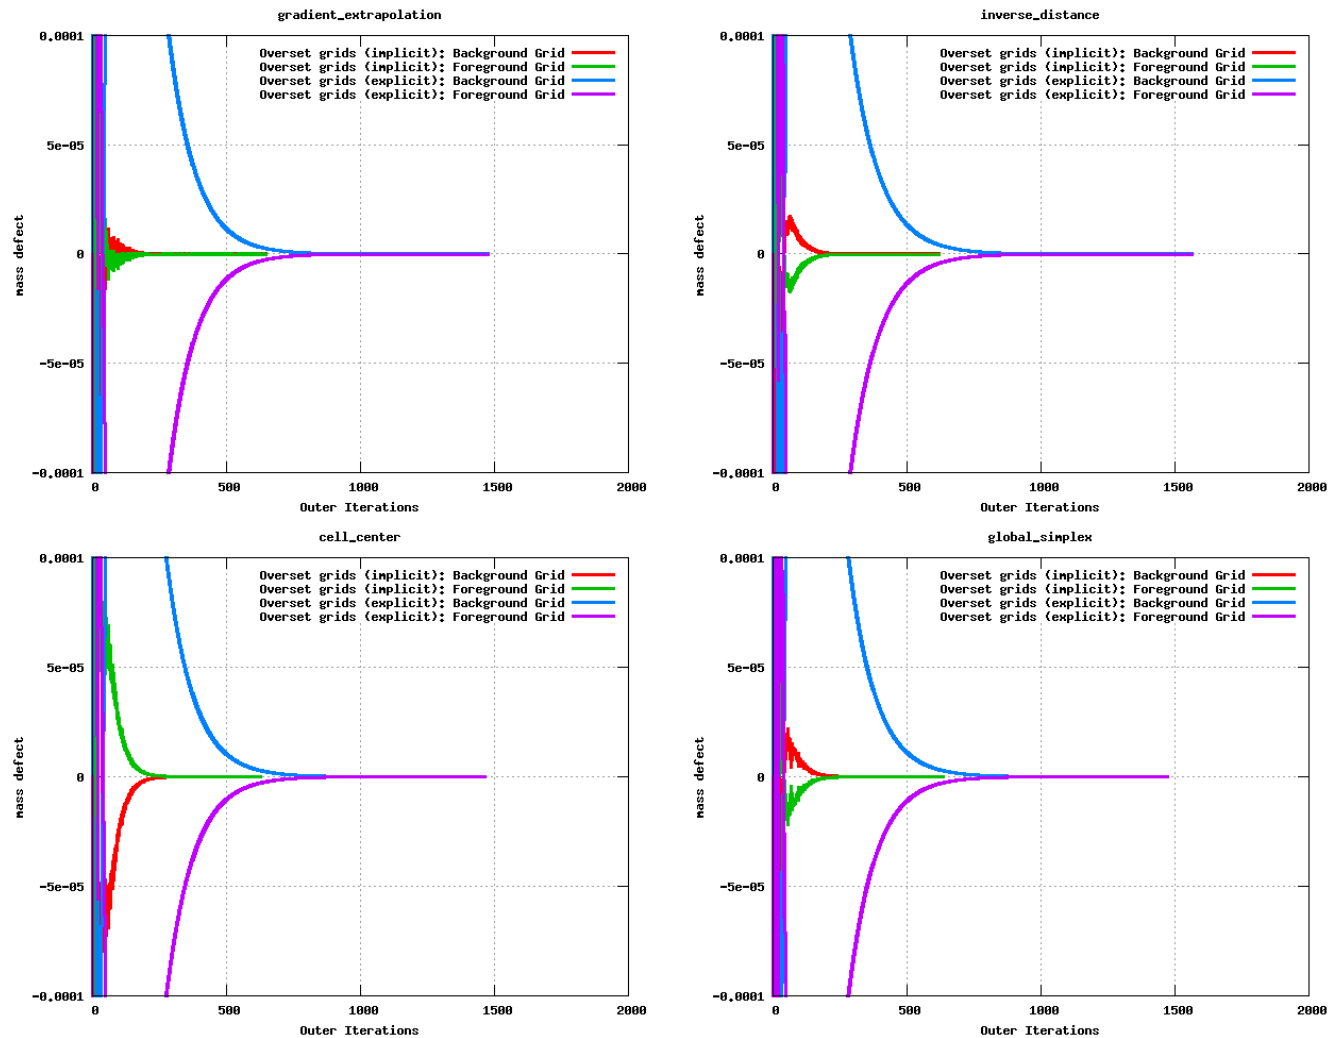 gradient_extrapolation
0.0001
5e-05
0
-5e-05
-0.0001
mass defect
Overset grids (implicit): Background Grid
Overset grids (implicit): Foreground Grid
Overset grids (explicit): Background Grid
Overset grids (explicit): Foreground Grid
0 500 1000 1500 2000
Outer Iterations
inverse_distance
0.0001
5e-05
0
-5e-05
-0.0001
mass defect
Overset grids (implicit): Background Grid
Overset grids (implicit): Foreground Grid
Overset grids (explicit): Background Grid
Overset grids (explicit): Foreground Grid
0 500 1000 1500 2000
Outer Iterations
cell_center
0.0001
5e-05
0
-5e-05
-0.0001
mass defect
Overset grids (implicit): Background Grid
Overset grids (implicit): Foreground Grid
Overset grids (explicit): Background Grid
Overset grids (explicit): Foreground Grid
0 500 1000 1500 2000
Outer Iterations
global_simplex
0.0001
5e-05
0
-5e-05
-0.0001
mass defect
Overset grids (implicit): Background Grid
Overset grids (implicit): Foreground Grid
Overset grids (explicit): Background Grid
Overset grids (explicit): Foreground Grid
0 500 1000 1500 2000
Outer Iterations